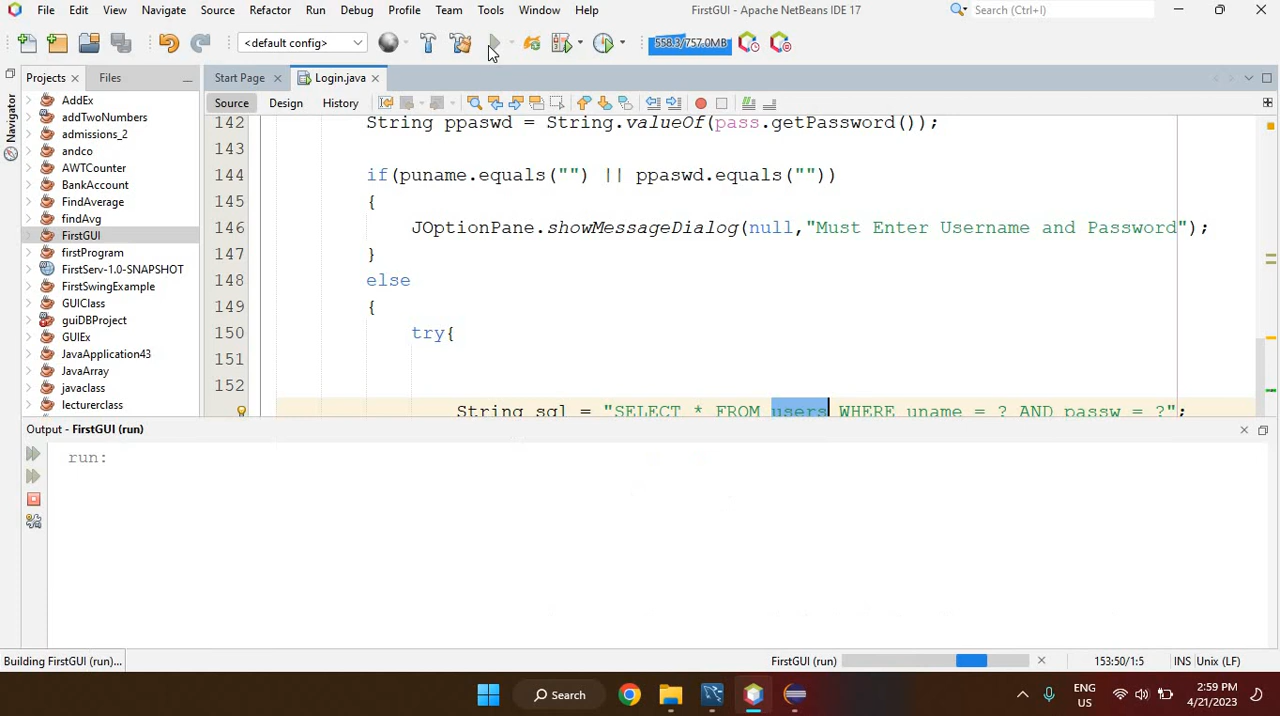 File Edit View Navigate Source Refactor Run Debug Profile Team Tools Window Help
FirstGUI - Apache NetBeans IDE 17
Search (Ctrl+I)
<default config>
558.3/757.0MB
Projects
Files
Start Page
Login.java
Source
Design
History
Navigator
AddEx
addTwoNumbers
admissions_2
andco
AWTCounter
BankAccount
FindAverage
findAvg
FirstGUI
firstProgram
FirstServ-1.0-SNAPSHOT
FirstSwingExample
GUIClass
guiDBProject
GUIEx
JavaApplication43
JavaArray
javaclass
lecturerclass
142 String ppaswd = String.valueOf(pass.getPassword());
143
144 if(puname.equals("") || ppaswd.equals(""))
145 {
146 JOptionPane.showMessageDialog(null,"Must Enter Username and Password");
147 }
148 else
149 {
150 try{
151
152
String sql = "SELECT * FROM users WHERE uname = ? AND passw = ?";
Output - FirstGUI (run)
run:
Building FirstGUI (run)...
FirstGUI (run)
153:50/1:5
INS
Unix (LF)
Search
ENG
US
2:59 PM
4/21/2023